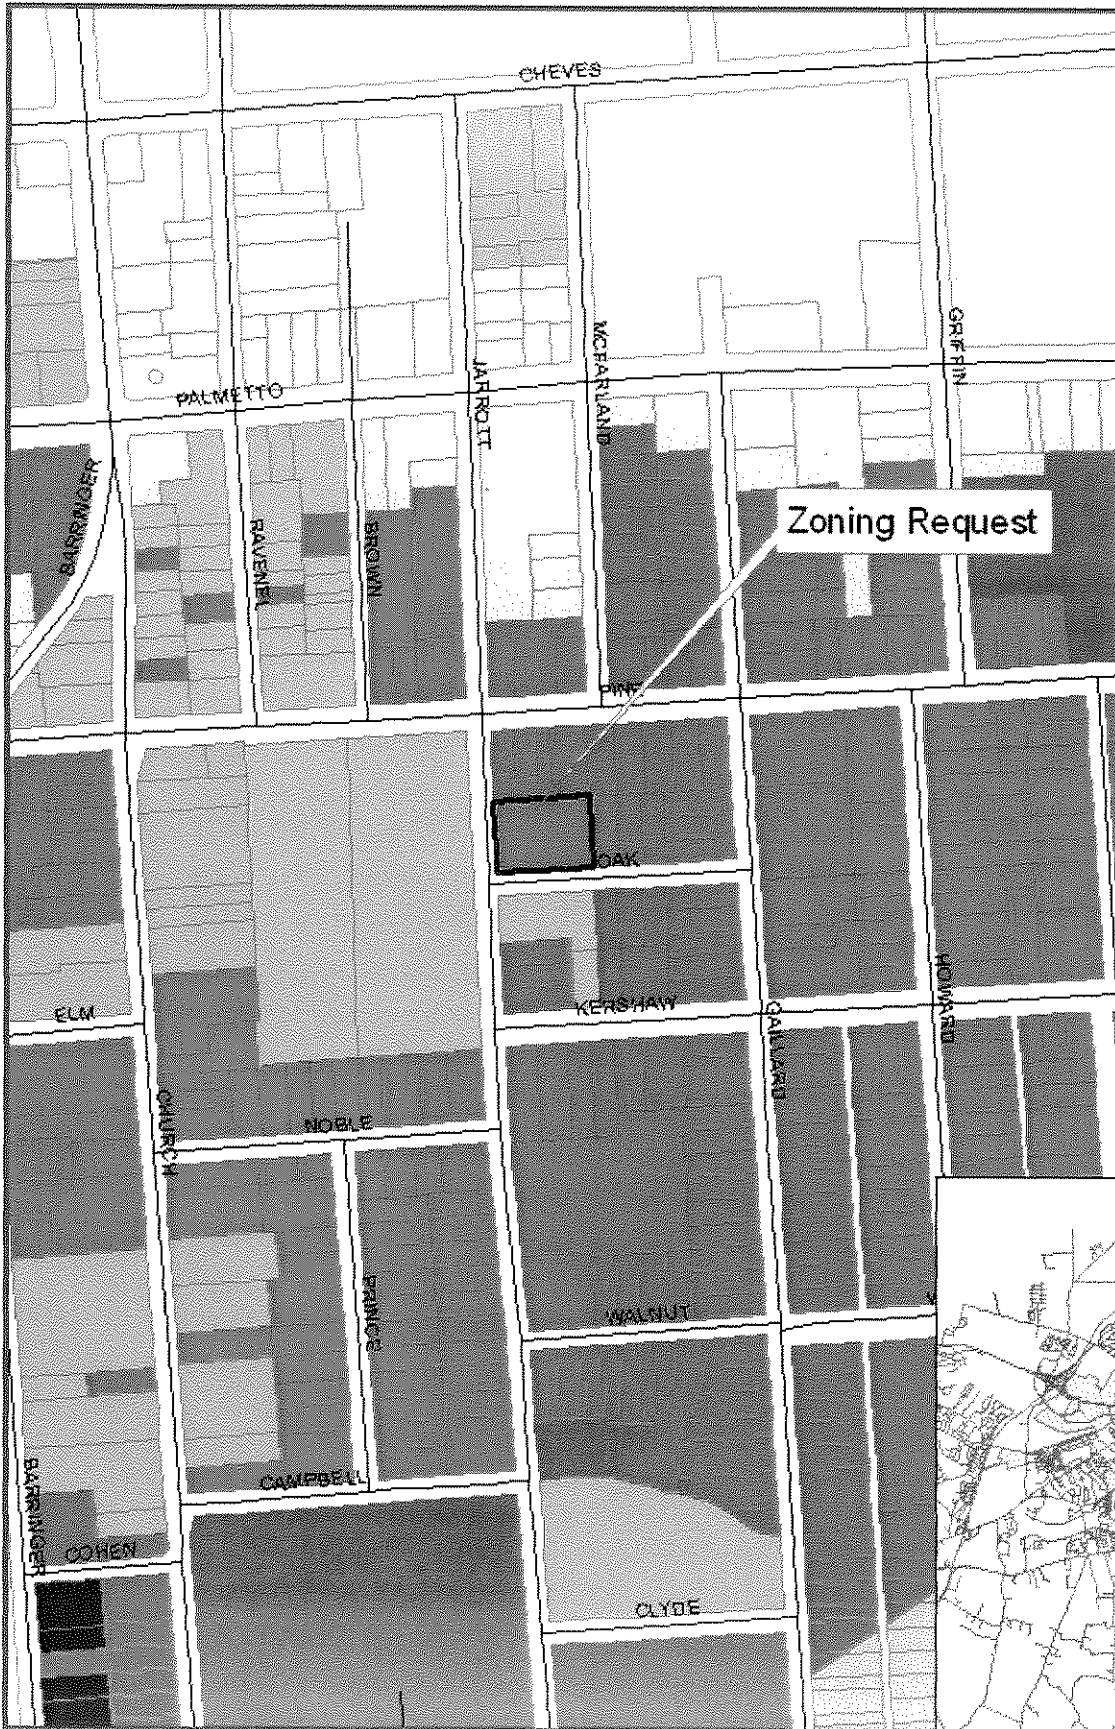 CHEVES
MCFARLAND
GRIFFIN
JARROTT
PALMETTO
BARRINGER
RAVENEL
BROWN
Zoning Request
PINE
OAK
HOWARD
KERSHAW
GAILLARD
ELM
CHURCH
NOBLE
PRINCE
WALNUT
CAMPBELL
BARRINGER
COHEN
CLYDE